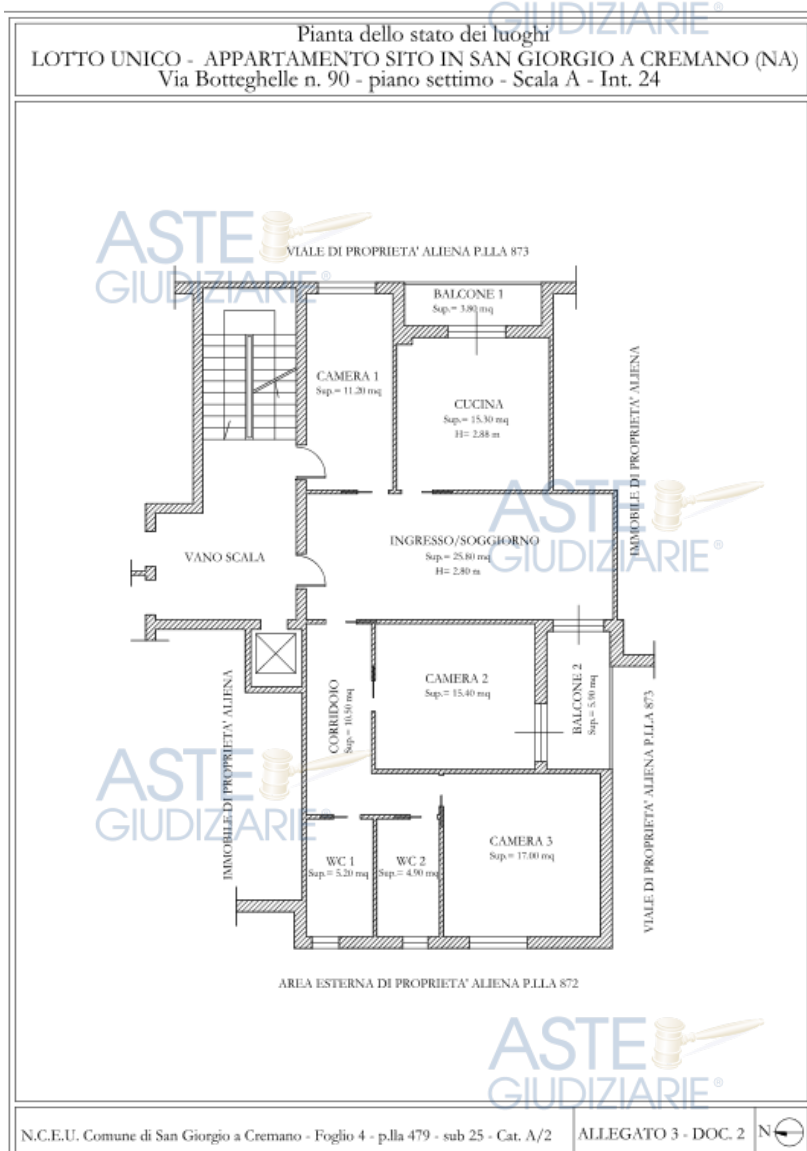 GIUDIZIARIE
Pianta dello stato dei luoghi
LOTTO UNICO - APPARTAMENTO SITO IN SAN GIORGIO A CREMANO (NA)
Via Botteghelle n. 90 - piano settimo - Scala A - Int. 24
ASTE
GIUDIZIARIE®
VIALE DI PROPRIETA' ALIENA P.LLA 873
BALCONE 1
Sup.= 3.80 mq
CAMERA 1
Sup.= 11.20 mq
CUCINA
Sup.= 15.30 mq
H= 2.88 m
IMMOBILE DI PROPRIETA' ALIENA
ASTE
GIUDIZIARIE®
INGRESSO/SOGGIORNO
Sup.= 25.80 mq
H= 2.80 m
VANO SCALA
CAMERA 2
Sup.= 15.40 mq
CORRIDOIO
Sup.= 10.50 mq
BALCONE 2
Sup.= 5.90 mq
IMMOBILE DI PROPRIETA' ALIENA
VIALE DI PROPRIETA' ALIENA P.LLA 873
ASTE
GIUDIZIARIE®
CAMERA 3
Sup.= 17.00 mq
WC 1
Sup.= 5.20 mq
WC 2
Sup.= 4.90 mq
AREA ESTERNA DI PROPRIETA' ALIENA P.LLA 872
ASTE
GIUDIZIARIE®
N.C.E.U. Comune di San Giorgio a Cremano - Foglio 4 - p.lla 479 - sub 25 - Cat. A/2
ALLEGATO 3 - DOC. 2
N